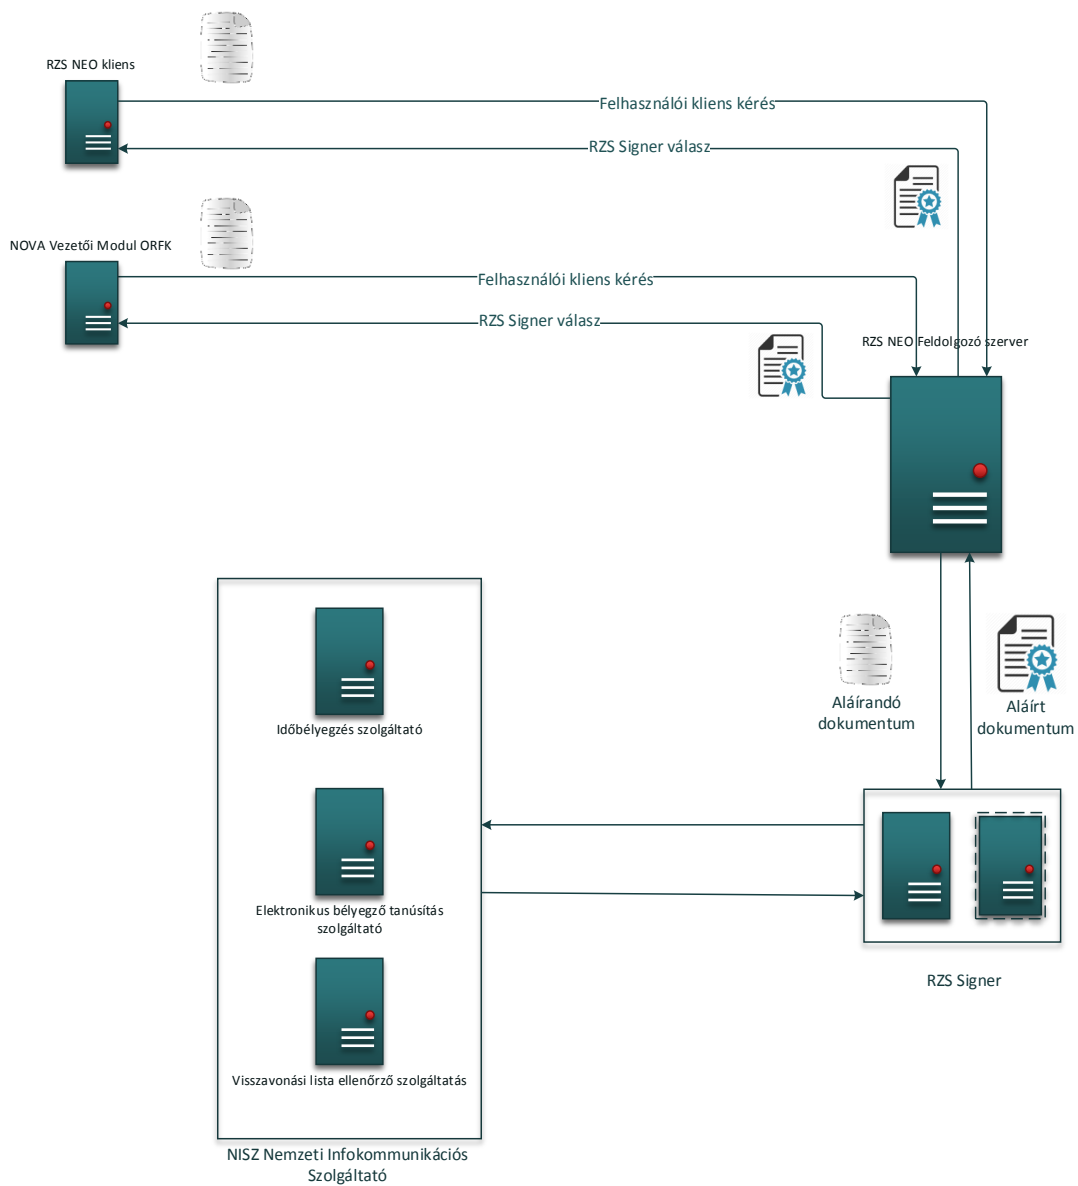 RZS NEO kliens
Felhasználói kliens kérés
RZS Signer válasz
NOVA Vezetői Modul ORFK
Felhasználói kliens kérés
RZS Signer válasz
RZS NEO Feldolgozó szerver
Aláírandó
dokumentum
Aláírt
dokumentum
Időbélyegzés szolgáltató
Elektronikus bélyegző tanúsítás
szolgáltató
Visszavonási lista ellenőrző szolgáltatás
RZS Signer
NISZ Nemzeti Infokommunikációs
Szolgáltató